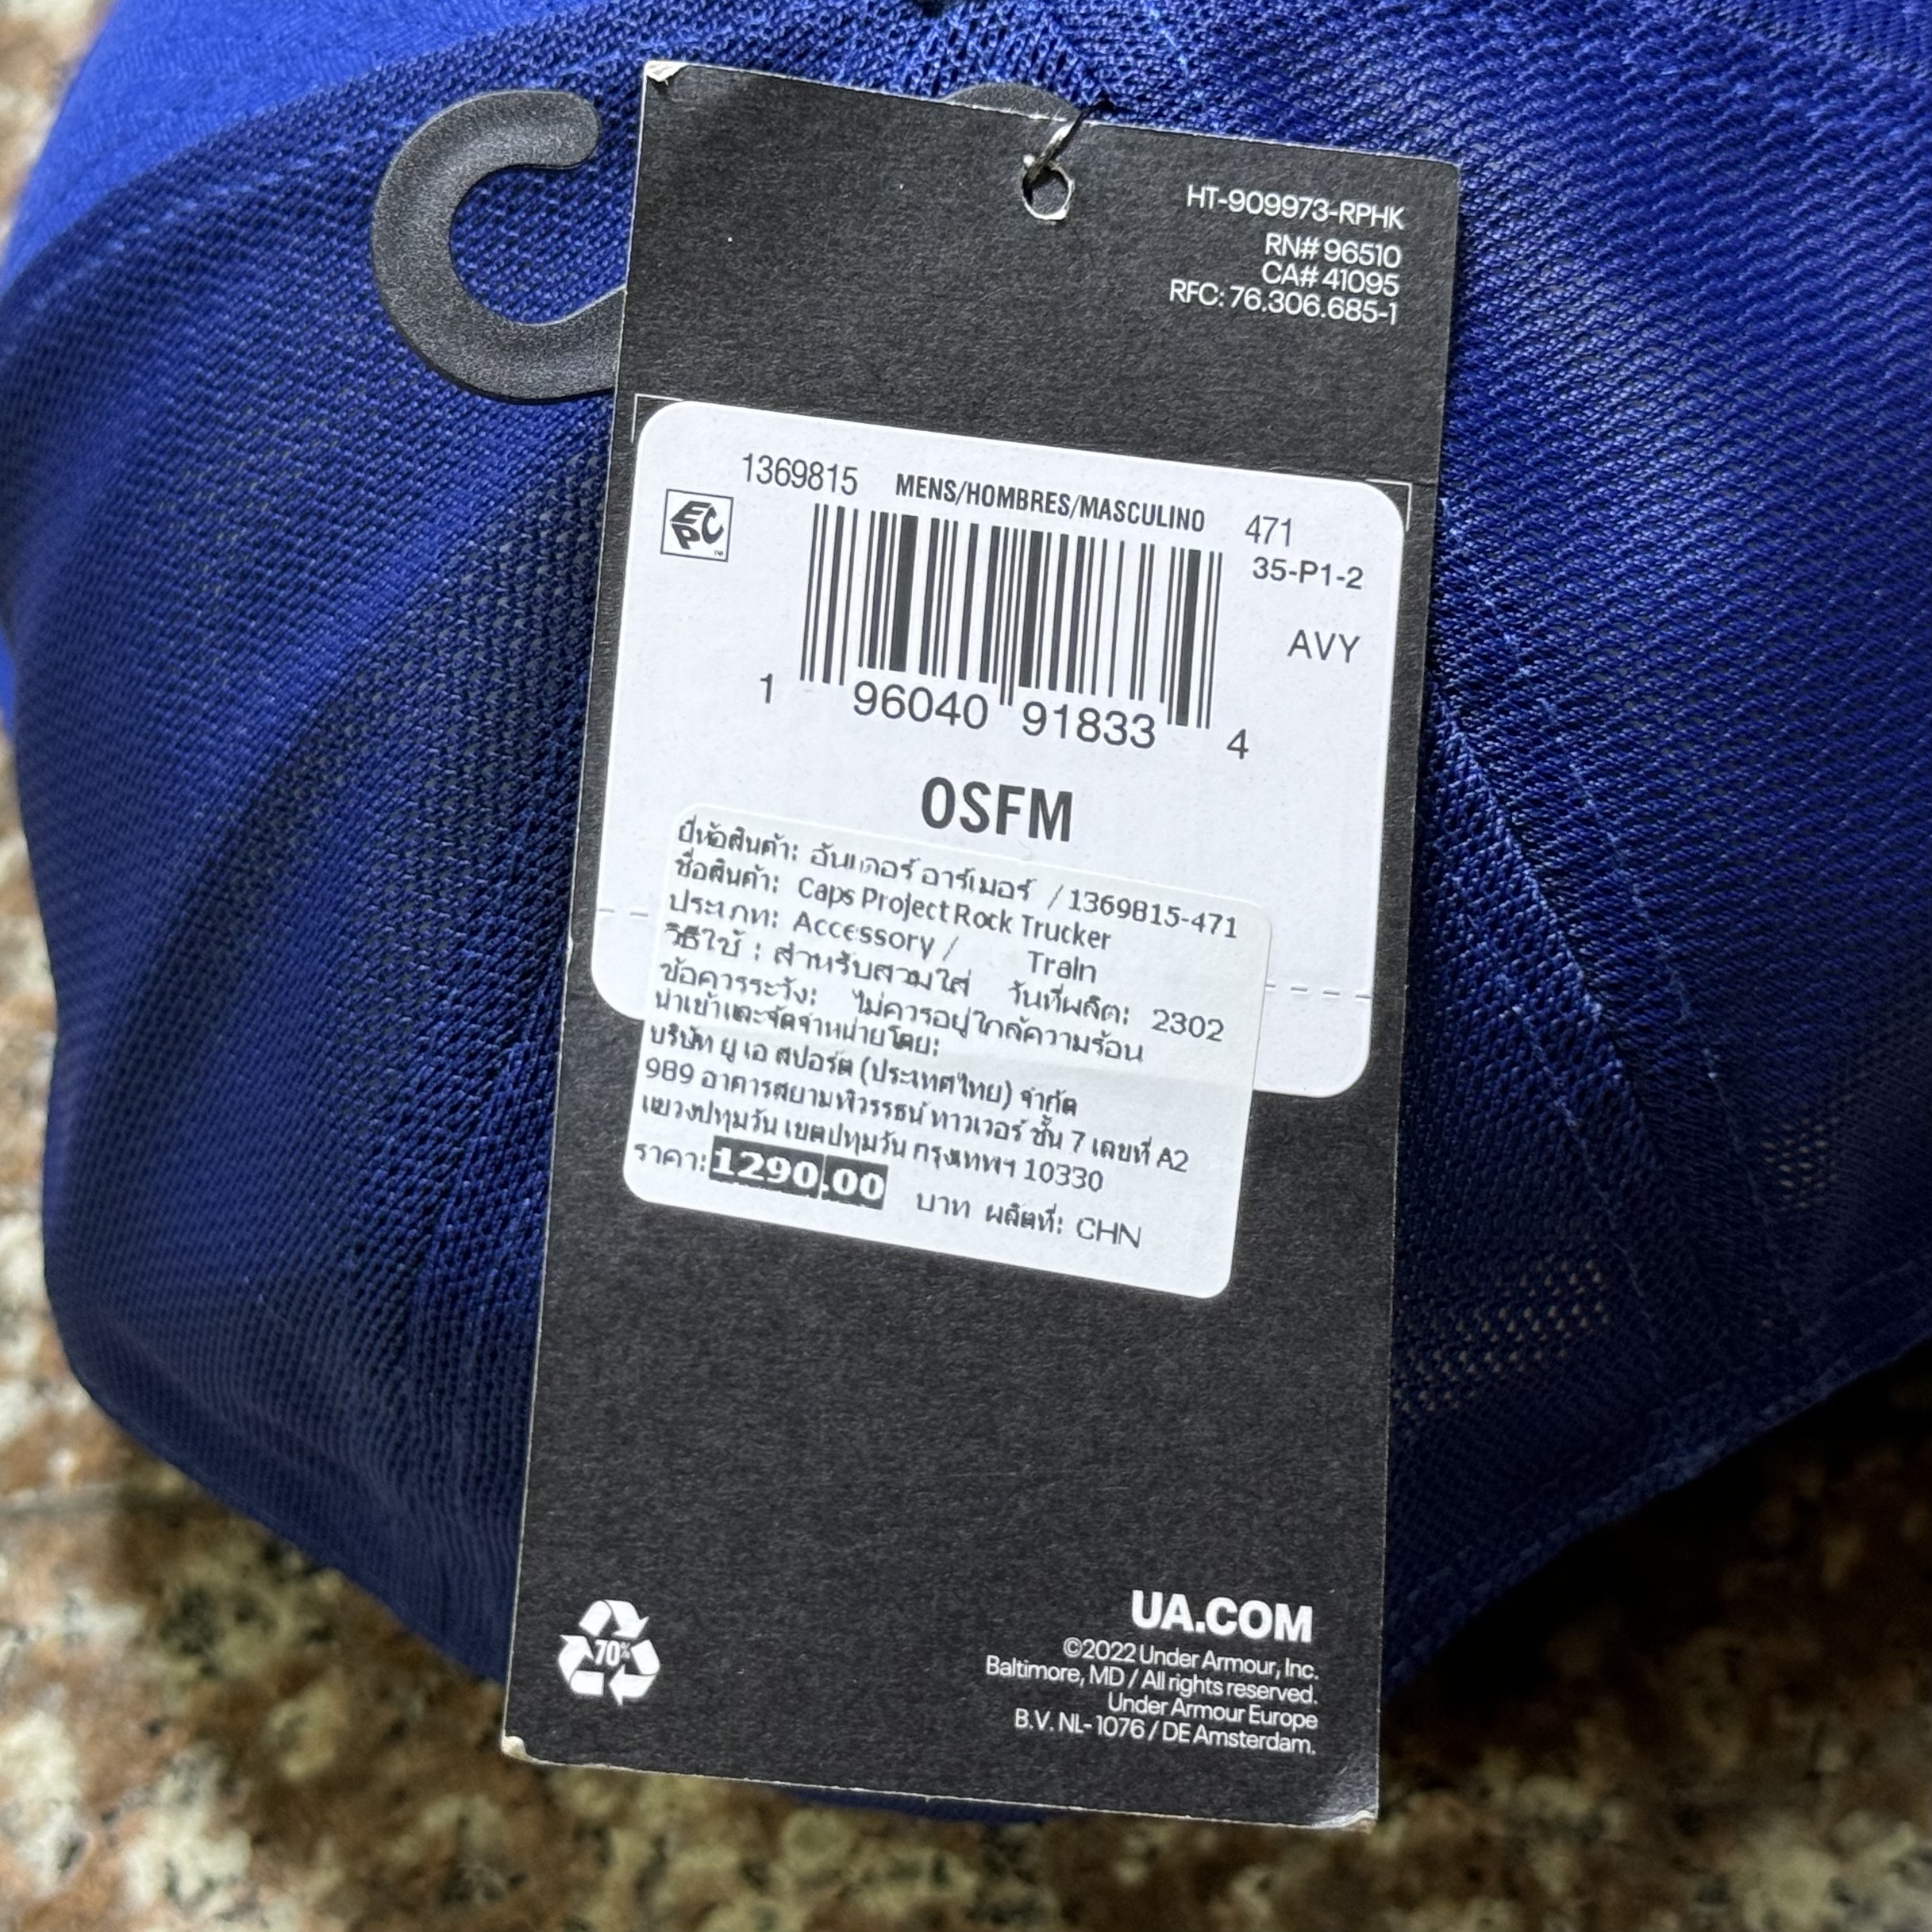 HT-909973-RPHK
RN# 96510
CA# 41095
RFC: 76.306.685-1
1369815 MENS/HOMBRES/MASCULINO 471
EPC
TM
35-P1-2
AVY
1 96040 91833 4
OSFM
ยี่ห้อสินค้า: อันเดอร์ อาร์เมอร์ / 1369815-471
ชื่อสินค้า: Caps Project Rock Trucker
ประเภท: Accessory / Train
วิธีใช้ : สำหรับสวมใส่ วันที่ผลิต: 2302
ข้อควรระวัง: ไม่ควรอยู่ใกล้ความร้อน
นำเข้าและจัดจำหน่ายโดย:
บริษัท ยู เอ สปอร์ต (ประเทศไทย) จำกัด
989 อาคารสยามพิวรรธน์ ทาวเวอร์ ชั้น 7 เลขที่ A2
แขวงปทุมวัน เขตปทุมวัน กรุงเทพฯ 10330
ราคา: 1290.00 บาท ผลิตที่: CHN
70%
UA.COM
©2022 Under Armour, Inc.
Baltimore, MD / All rights reserved.
Under Armour Europe
B.V. NL-1076 / DE Amsterdam.